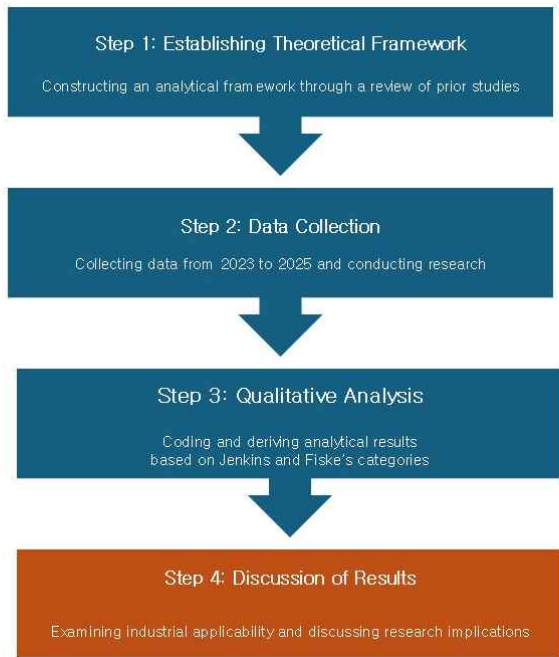 Step 1: Establishing Theoretical Framework
Constructing an analytical framework through a review of prior studies
Step 2: Data Collection
Collecting data from 2023 to 2025 and conducting research
Step 3: Qualitative Analysis
Coding and deriving analytical results
based on Jenkins and Fiske's categories
Step 4: Discussion of Results
Examining industrial applicability and discussing research implications